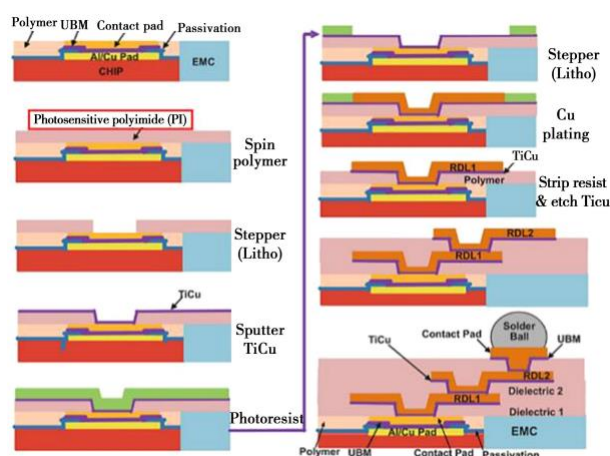 Polymer
UBM
Contact pad
Passivation
Al/Cu Pad
EMC
CHIP
Photosensitive polyimide (PI)
Spin
polymer
Stepper
(Litho)
TiCu
Sputter
TiCu
Photoresist
Stepper
(Litho)
Cu
plating
TiCu
RDL1
Polymer
Strip resist
& etch Ticu
RDL2
RDL1
Solder
Ball
Contact Pad
UBM
TiCu
RDL2
Dielectric 2
RDL1
Dielectric 1
Al/Cu Pad
EMC
Polymer
UBM
Contact Pad
Passivation